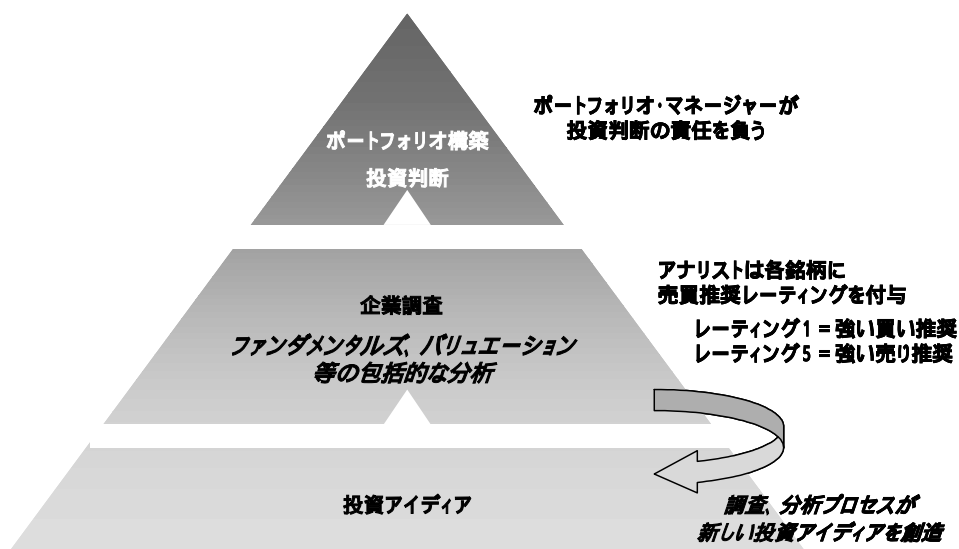 ポートフォリオ構築
投資判断
ポートフォリオ・マネージャーが
投資判断の責任を負う
企業調査
ファンダメンタルズ、バリュエーション
等の包括的な分析
アナリストは各銘柄に
売買推奨レーティングを付与
レーティング1 = 強い買い推奨
レーティング5 = 強い売り推奨
投資アイディア
調査、分析プロセスが
新しい投資アイディアを創造